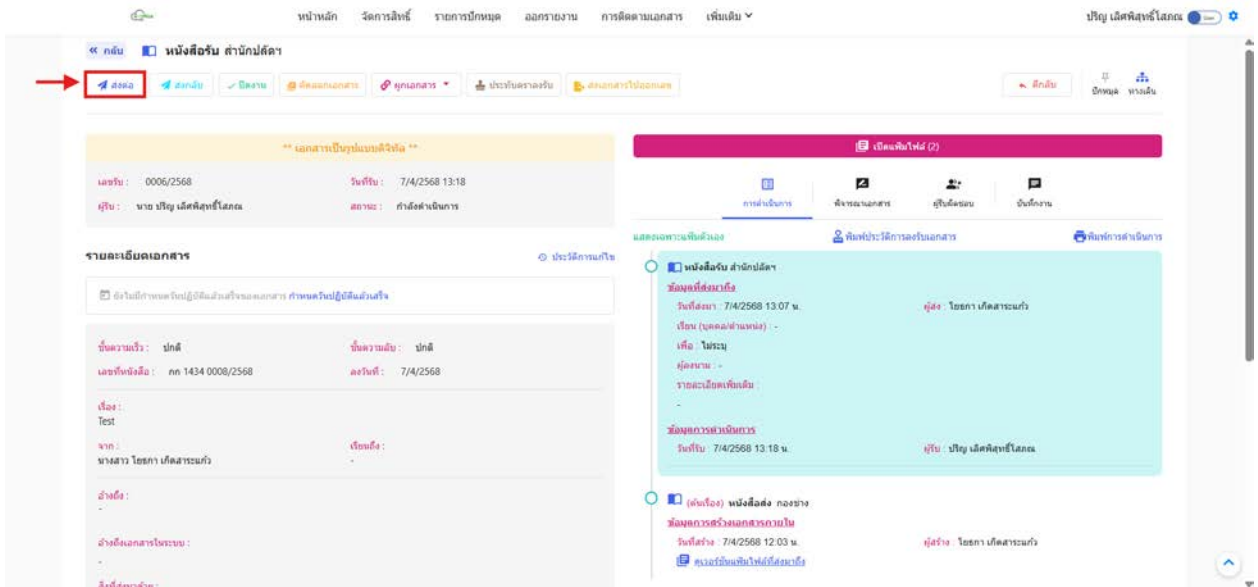 หน้าหลัก จัดการสิทธิ์ รายการปักหมุด ออกรายงาน การติดตามเอกสาร เพิ่มเติม ปริญ เลิศพิสุทธิ์โสภณ
« กลับ หนังสือรับ สำนักปลัดฯ
ส่งต่อ ส่งกลับ ปิดงาน คัดลอกเอกสาร ผูกเอกสาร ประทับตราลงรับ ส่งเอกสารไปออกเลข ตีกลับ ปักหมุด ทางเดิน
** เอกสารเป็นรูปแบบดิจิทัล **
เลขรับ : 0006/2568 วันที่รับ : 7/4/2568 13:18
ผู้รับ : นาย ปริญ เลิศพิสุทธิ์โสภณ สถานะ : กำลังดำเนินการ
รายละเอียดเอกสาร ประวัติการแก้ไข
ยังไม่มีกำหนดวันปฏิบัติแล้วเสร็จของเอกสาร กำหนดวันปฏิบัติแล้วเสร็จ
ชั้นความเร็ว : ปกติ ชั้นความลับ : ปกติ
เลขที่หนังสือ : กก 1434 0008/2568 ลงวันที่ : 7/4/2568
เรื่อง :
Test
จาก : เรียนถึง :
นางสาว โยธกา เกิดสาระแก้ว -
อ้างถึง :
-
อ้างถึงเอกสารในระบบ :
-
สิ่งที่ส่งมาด้วย :
เปิดแฟ้มไฟล์ (2)
การดำเนินการ พิจารณาเอกสาร ผู้รับผิดชอบ บันทึกงาน
แสดงเฉพาะแฟ้มตัวเอง พิมพ์ประวัติการลงรับเอกสาร พิมพ์การดำเนินการ
หนังสือรับ สำนักปลัดฯ
ข้อมูลที่ส่งมาถึง
วันที่ส่งมา : 7/4/2568 13:07 น. ผู้ส่ง : โยธกา เกิดสาระแก้ว
เรียน (บุคคล/ตำแหน่ง) : -
เพื่อ : ไม่ระบุ
ผู้ลงนาม : -
รายละเอียดเพิ่มเติม :
-
ข้อมูลการดำเนินการ
วันที่รับ : 7/4/2568 13:18 น. ผู้รับ : ปริญ เลิศพิสุทธิ์โสภณ
(ต้นเรื่อง) หนังสือส่ง กองช่าง
ข้อมูลการสร้างเอกสารภายใน
วันที่สร้าง : 7/4/2568 12:03 น. ผู้สร้าง : โยธกา เกิดสาระแก้ว
ดูเวอร์ชันแฟ้มไฟล์ที่ส่งมาถึง